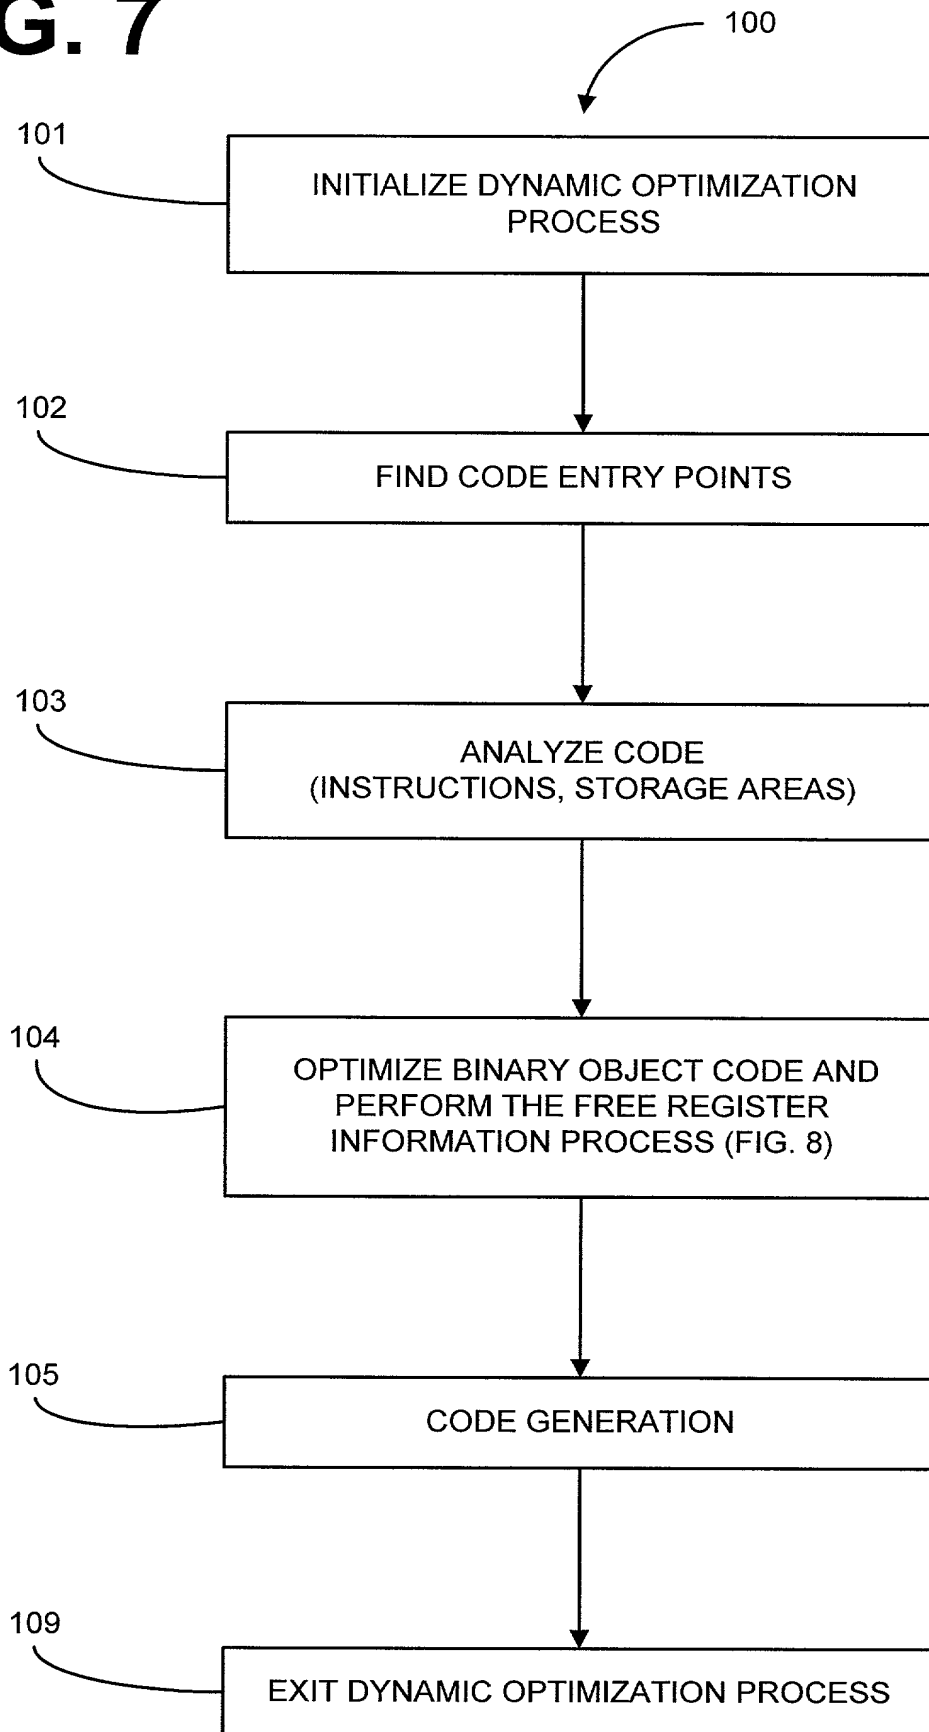 G. 7
100
101
INITIALIZE DYNAMIC OPTIMIZATION
PROCESS
102
FIND CODE ENTRY POINTS
103
ANALYZE CODE
(INSTRUCTIONS, STORAGE AREAS)
104
OPTIMIZE BINARY OBJECT CODE AND
PERFORM THE FREE REGISTER
INFORMATION PROCESS (FIG. 8)
105
CODE GENERATION
109
EXIT DYNAMIC OPTIMIZATION PROCESS